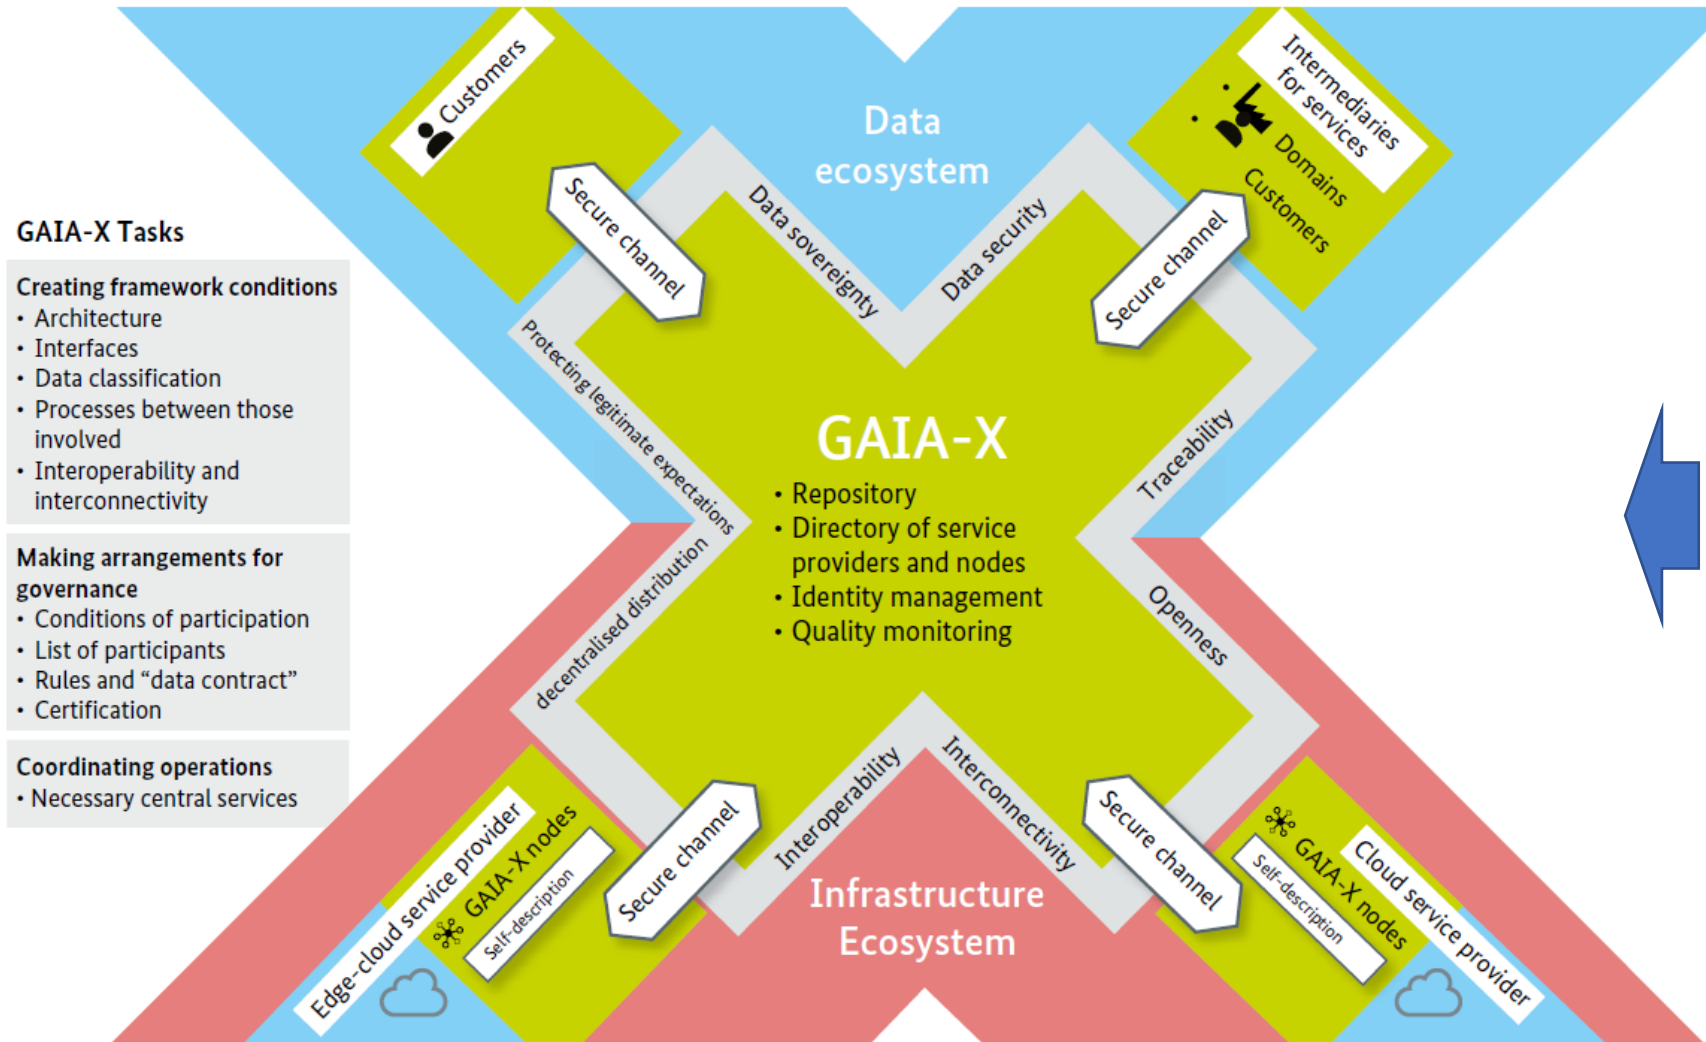 GAIA-X Tasks
Creating framework conditions
• Architecture
• Interfaces
• Data classification
• Processes between those
involved
• Interoperability and
interconnectivity
Making arrangements for
governance
• Conditions of participation
• List of participants
• Rules and “data contract”
• Certification
Coordinating operations
• Necessary central services
Customers
Secure channel
Data
ecosystem
Intermediaries
for services
Domains
Customers
Secure channel
Data sovereignty
Data security
Protecting legitimate expectations
Traceability
GAIA-X
• Repository
• Directory of service
providers and nodes
• Identity management
• Quality monitoring
decentralised distribution
Openness
Interoperability
Interconnectivity
Infrastructure
Ecosystem
Edge-cloud service provider
GAIA-X nodes
Self-description
Secure channel
Secure channel
Cloud service provider
GAIA-X nodes
Self-description